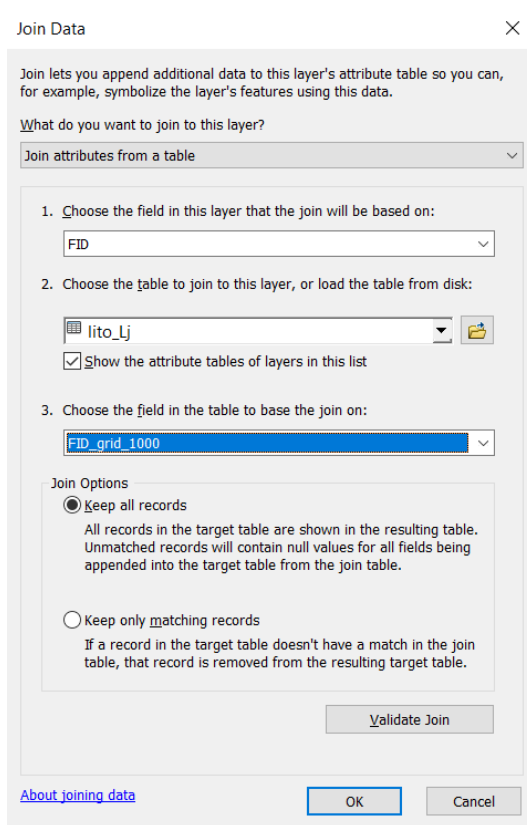 Join Data
Join lets you append additional data to this layer's attribute table so you can,
for example, symbolize the layer's features using this data.
What do you want to join to this layer?
Join attributes from a table
1. Choose the field in this layer that the join will be based on:
FID
2. Choose the table to join to this layer, or load the table from disk:
lito_Lj
Show the attribute tables of layers in this list
3. Choose the field in the table to base the join on:
FID_grid_1000
Join Options
Keep all records
All records in the target table are shown in the resulting table.
Unmatched records will contain null values for all fields being
appended into the target table from the join table.
Keep only matching records
If a record in the target table doesn't have a match in the join
table, that record is removed from the resulting target table.
Validate Join
About joining data
OK
Cancel